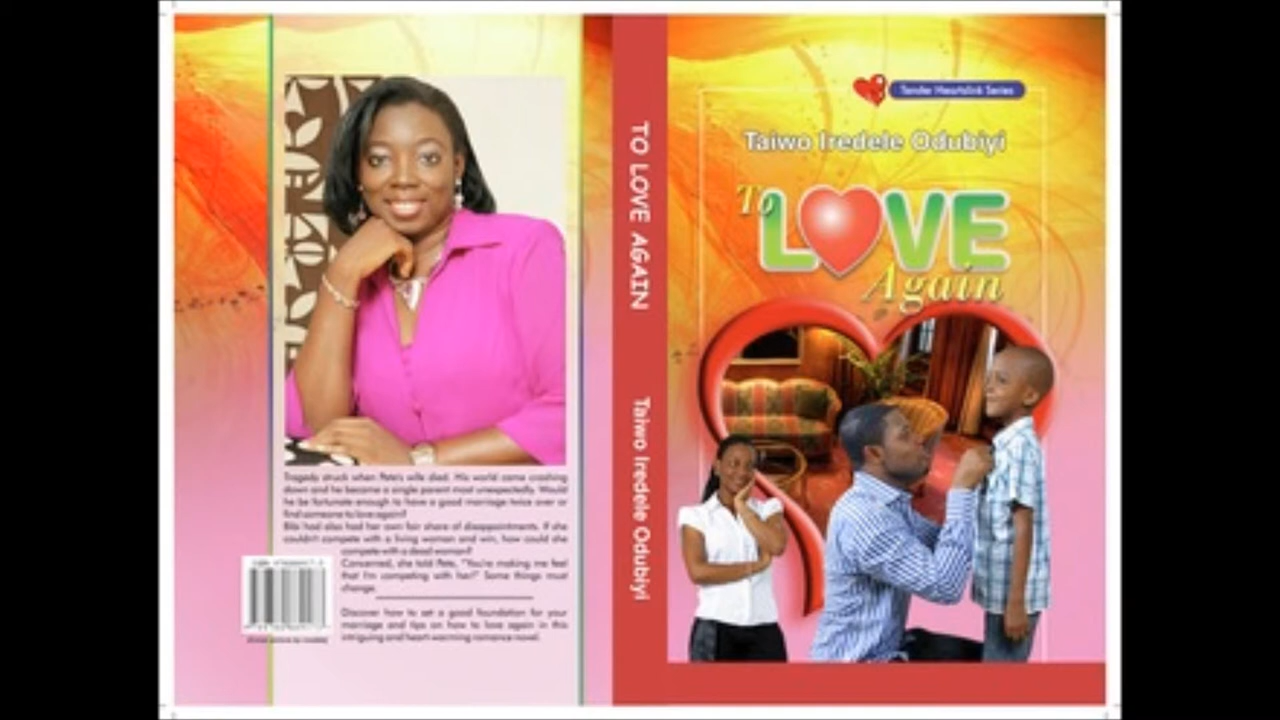 Tragedy struck when Pete's wife died. His world came crashing
down and he became a single parent most unexpectedly. Would
he be fortunate enough to have a good marriage twice over or
find someone to love again?
Bibi had also had her own fair share of disappointments. If she
couldn't compete with a living woman and win, how could she
compete with a dead woman?
Concerned, she told Pete, "You're making me feel
that I'm competing with her!" Some things must
change.
Discover how to set a good foundation for your
marriage and tips on how to love again in this
intriguing and heart-warming romance novel.
TO LOVE AGAIN
Taiwo Iredele Odubiyi
Tender Heartslink Series
Taiwo Iredele Odubiyi
To
LOVE
Again